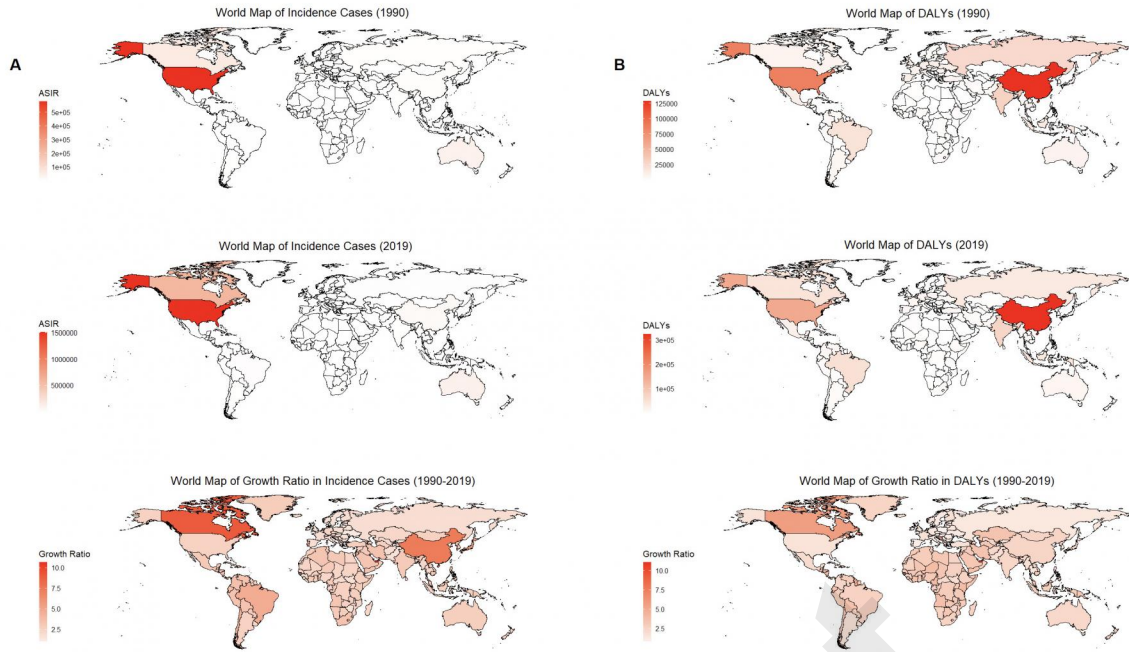 World Map of Incidence Cases (1990)
A
ASIR
5e+05
4e+05
3e+05
2e+05
1e+05
World Map of DALYs (1990)
B
DALYs
125000
100000
75000
50000
25000
World Map of Incidence Cases (2019)
ASIR
1500000
1000000
500000
World Map of DALYs (2019)
DALYs
3e+05
2e+05
1e+05
World Map of Growth Ratio in Incidence Cases (1990-2019)
Growth Ratio
10.0
7.5
5.0
2.5
World Map of Growth Ratio in DALYs (1990-2019)
Growth Ratio
10.0
7.5
5.0
2.5